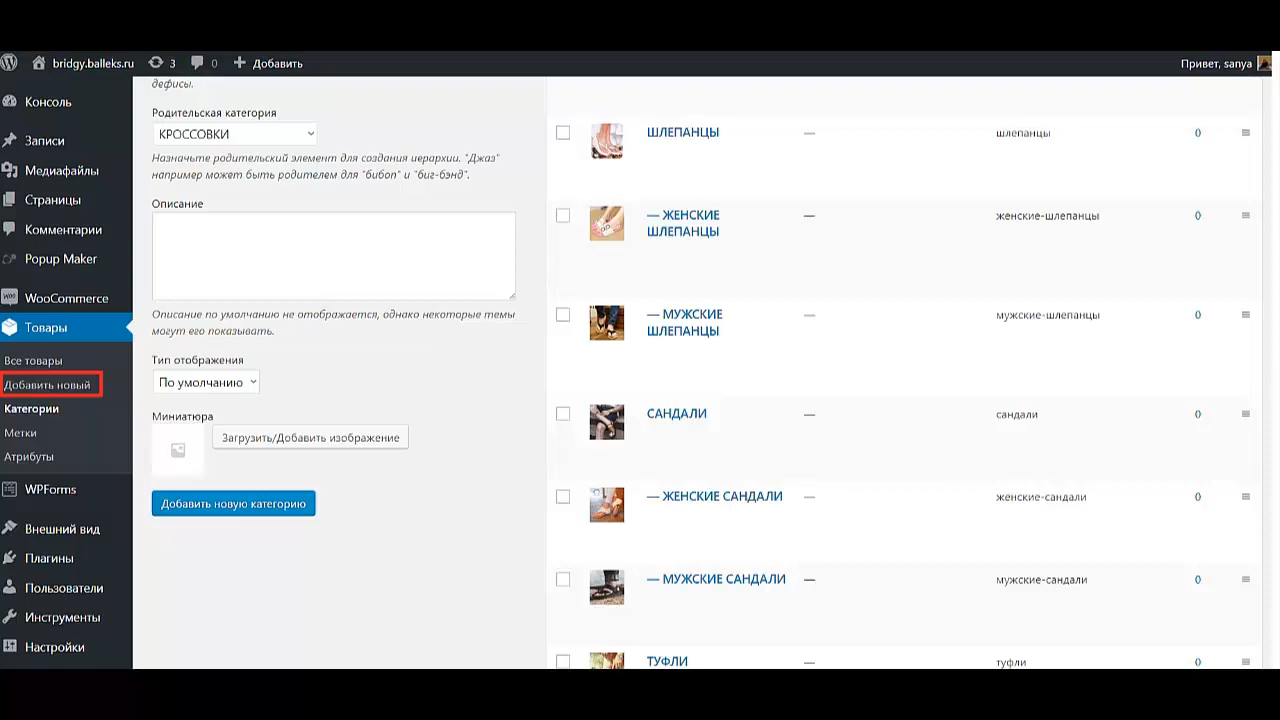 bridgy.balleks.ru 3 0 + Добавить
Привет, sanya
Консоль
Записи
Медиафайлы
Страницы
Комментарии
Popup Maker
WooCommerce
Товары
Все товары
Добавить новый
Категории
Метки
Атрибуты
WPForms
Внешний вид
Плагины
Пользователи
Инструменты
Настройки
дефисы.
Родительская категория
КРОССОВКИ
Назначьте родительский элемент для создания иерархии. "Джаз"
например может быть родителем для "бибоп" и "биг-бэнд".
Описание
Описание по умолчанию не отображается, однако некоторые темы
могут его показывать.
Тип отображения
По умолчанию
Миниатюра
Загрузить/Добавить изображение
Добавить новую категорию
ШЛЕПАНЦЫ — шлепанцы 0
— ЖЕНСКИЕ
ШЛЕПАНЦЫ — женские-шлепанцы 0
— МУЖСКИЕ
ШЛЕПАНЦЫ — мужские-шлепанцы 0
САНДАЛИ — сандали 0
— ЖЕНСКИЕ САНДАЛИ — женские-сандали 0
— МУЖСКИЕ САНДАЛИ — мужские-сандали 0
ТУФЛИ — туфли 0